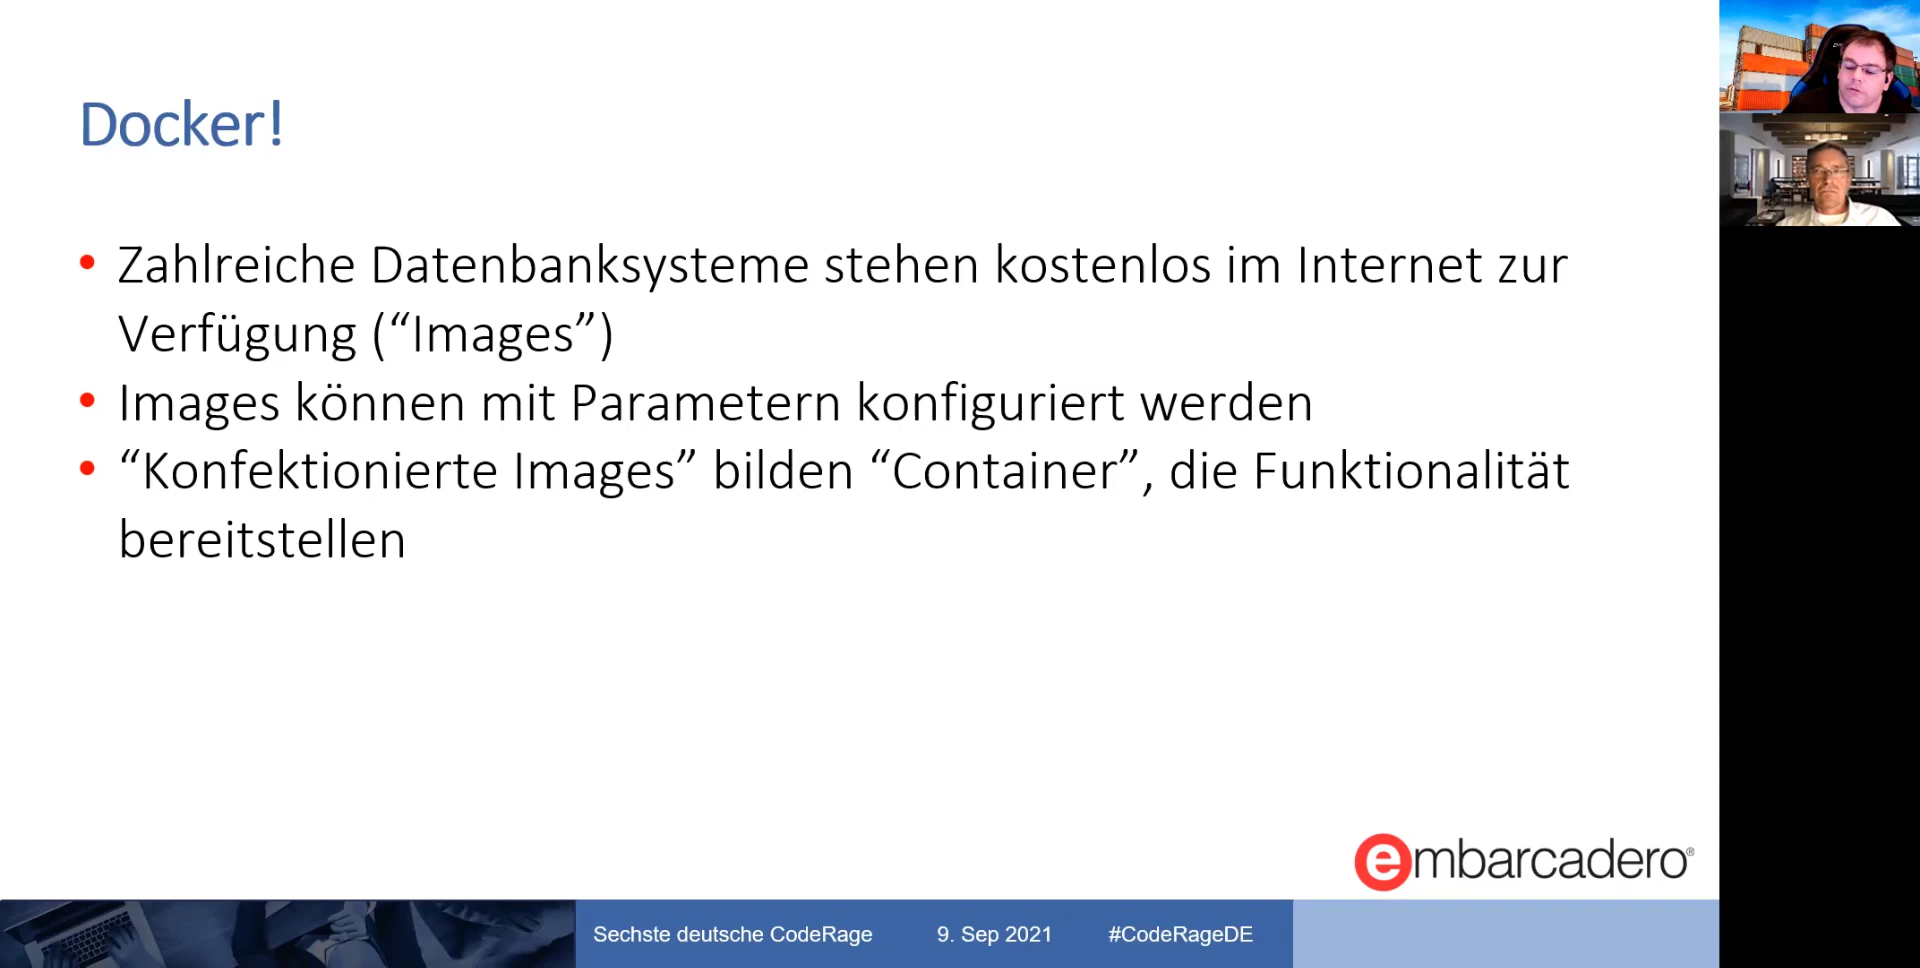 Docker!
• Zahlreiche Datenbanksysteme stehen kostenlos im Internet zur
Verfügung (“Images”)
• Images können mit Parametern konfiguriert werden
• “Konfektionierte Images” bilden “Container”, die Funktionalität
bereitstellen
embarcadero®
Sechste deutsche CodeRage 9. Sep 2021 #CodeRageDE